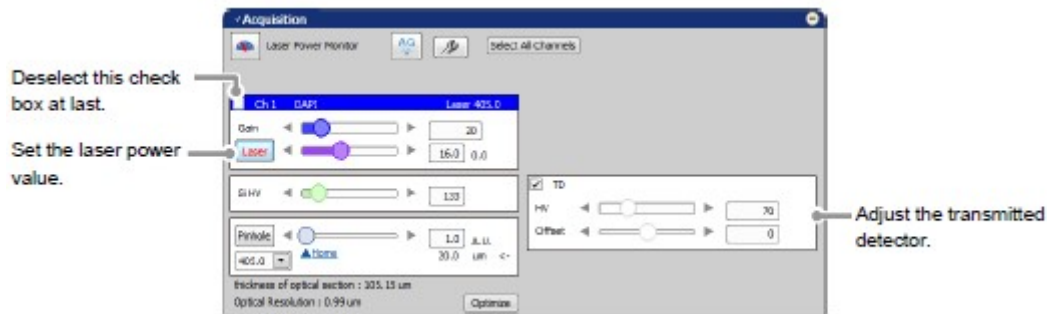 Acquisition
Laser Power Monitor
Select All Channels
Deselect this check
box at last.
Ch 1 DAPI Laser 405.0
Gain 20
Set the laser power
value.
Laser 16.0 0.0
Si HV 133
TD
HV 70
Offset 0
Adjust the transmitted
detector.
Pinhole 1.0 A.U.
405.0 Home 20.0 um <-
thickness of optical section : 105.15 um
Optical Resolution : 0.99 um Optimize